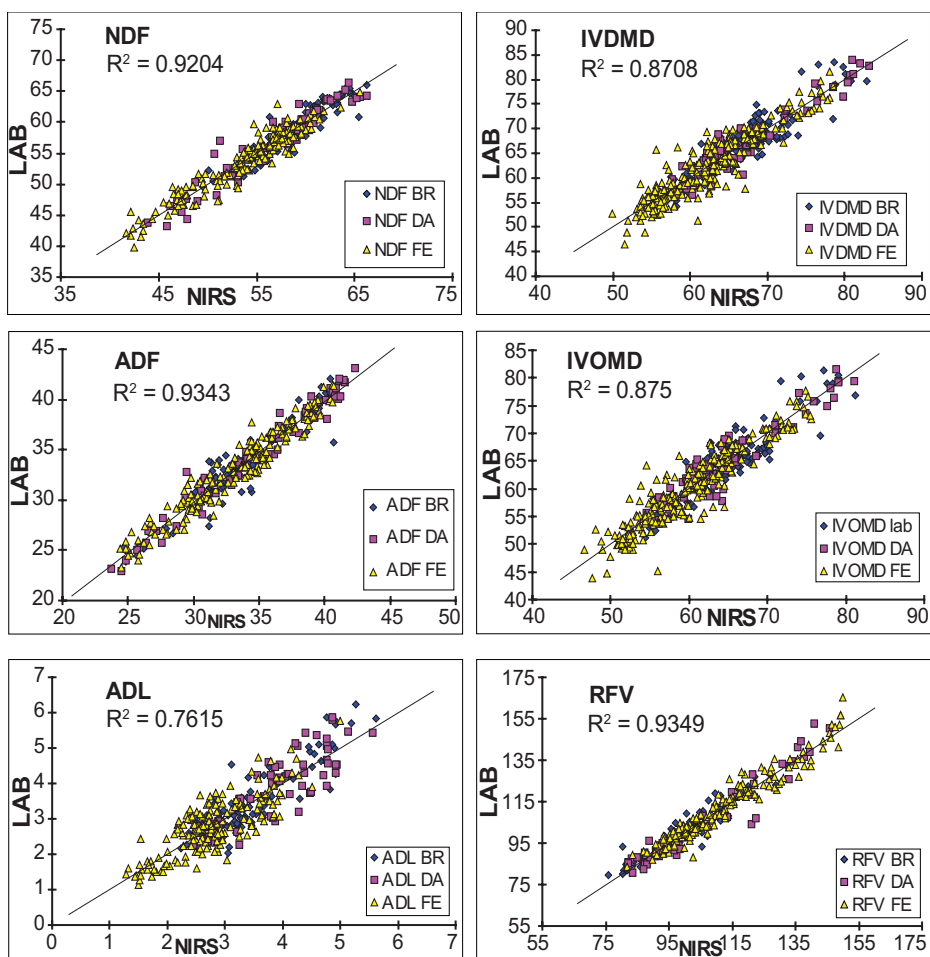 NDF
R² = 0.9204
LAB
75
70
65
60
55
50
45
40
35
35
45
55
65
75
NIRS
NDF BR
NDF DA
NDF FE
IVDMD
R² = 0.8708
LAB
90
85
80
75
70
65
60
55
50
45
40
40
50
60
70
80
90
NIRS
IVDMD BR
IVDMD DA
IVDMD FE
ADF
R² = 0.9343
LAB
45
40
35
30
25
20
20
30
40
50
NIRS
ADF BR
ADF DA
ADF FE
IVOMD
R² = 0.875
LAB
85
80
75
70
65
60
55
50
45
40
40
50
60
70
80
90
NIRS
IVOMD lab
IVOMD DA
IVOMD FE
ADL
R² = 0.7615
LAB
7
6
5
4
3
2
1
0
0
1
2
3
4
5
6
7
NIRS
ADL BR
ADL DA
ADL FE
RFV
R² = 0.9349
LAB
175
155
135
115
95
75
55
55
75
95
115
135
155
175
NIRS
RFV BR
RFV DA
RFV FE